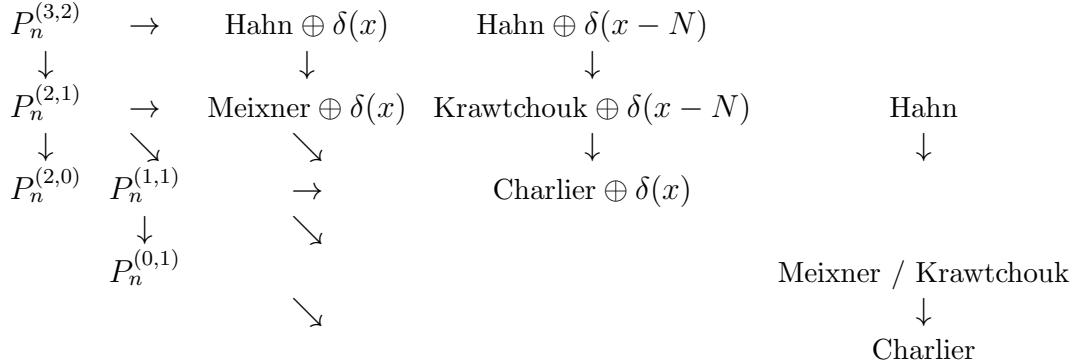 $P_n^{(3,2)}$ → Hahn ⊕ δ(x) Hahn ⊕ δ(x − N)
↓ ↓ ↓
$P_n^{(2,1)}$ → Meixner ⊕ δ(x) Krawtchouk ⊕ δ(x − N) Hahn
↓ ↘ ↘ ↓ ↓
$P_n^{(2,0)}$ $P_n^{(1,1)}$ → Charlier ⊕ δ(x)
↓ ↘
$P_n^{(0,1)}$ Meixner / Krawtchouk
↘ ↓
Charlier